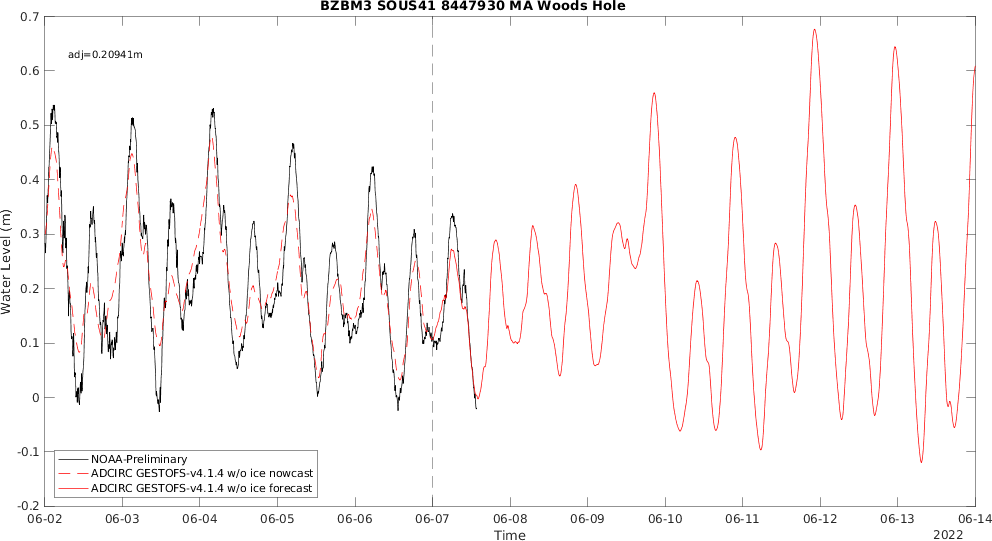 BZBM3 SOUS41 8447930 MA Woods Hole
adj=0.20941m
Water Level (m)
0.7
0.6
0.5
0.4
0.3
0.2
0.1
0
-0.1
-0.2
NOAA-Preliminary
ADCIRC GESTOFS-v4.1.4 w/o ice nowcast
ADCIRC GESTOFS-v4.1.4 w/o ice forecast
06-02 06-03 06-04 06-05 06-06 06-07 06-08 06-09 06-10 06-11 06-12 06-13 06-14
Time
2022